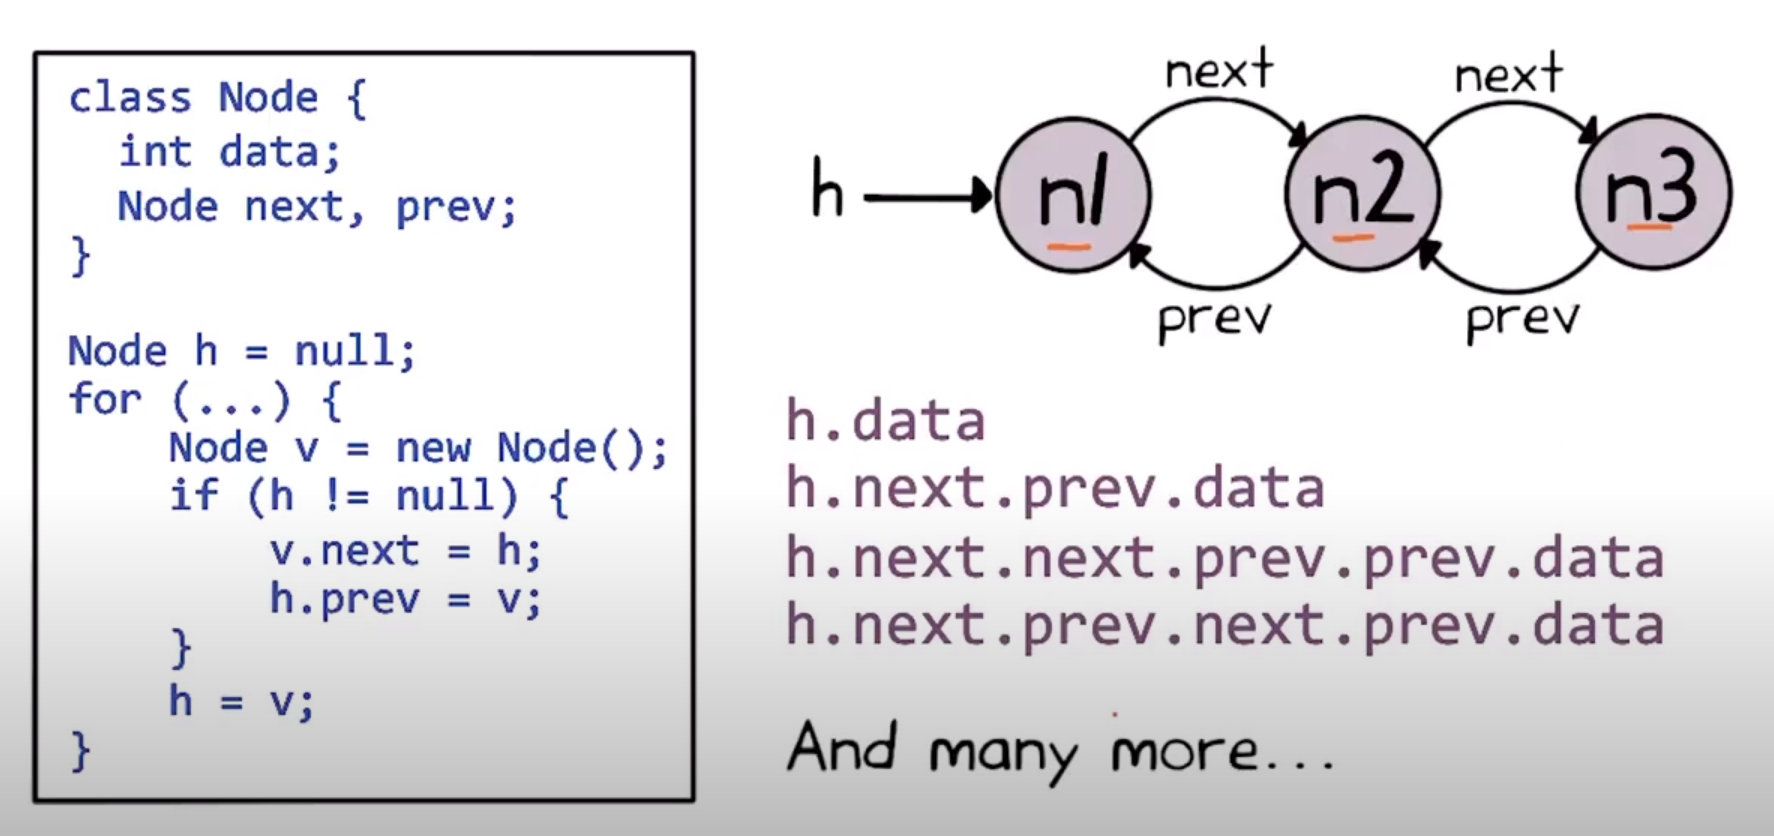 class Node {
int data;
Node next, prev;
}
Node h = null;
for (...) {
Node v = new Node();
if (h != null) {
v.next = h;
h.prev = v;
}
h = v;
}
next next
h n1 n2 n3
prev prev
h.data
h.next.prev.data
h.next.next.prev.prev.data
h.next.prev.next.prev.data
And many more...